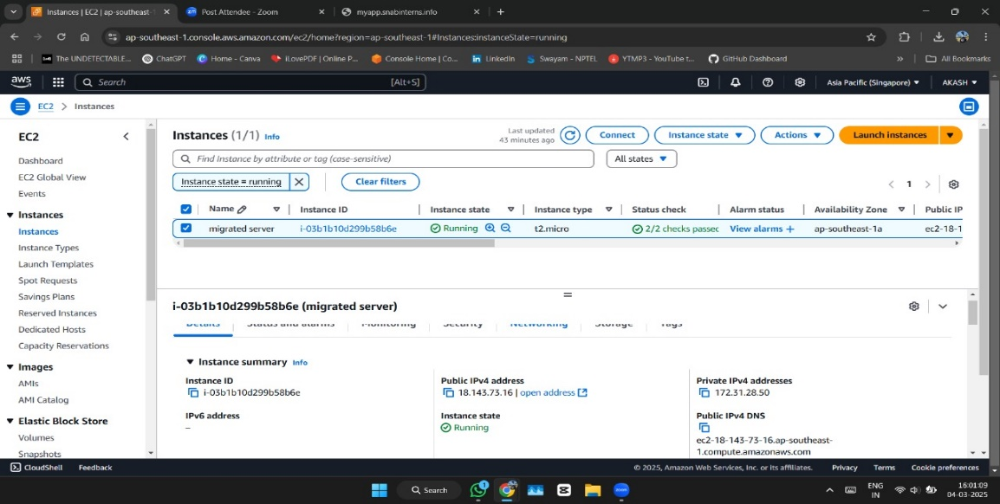 Instances | EC2 | ap-southeast-1
Post Attendee - Zoom
myapp.snabinterns.info
ap-southeast-1.console.aws.amazon.com/ec2/home?region=ap-southeast-1#Instances:instanceState=running
The UNDETECTABLE...
ChatGPT
Home - Canva
iLovePDF | Online P...
Console Home | Co...
LinkedIn
Swayam - NPTEL
YTMP3 - YouTube t...
GitHub Dashboard
All Bookmarks
aws
Search [Alt+S]
Asia Pacific (Singapore)
AKASH
EC2 > Instances
EC2
Dashboard
EC2 Global View
Events
Instances
Instances
Instance Types
Launch Templates
Spot Requests
Savings Plans
Reserved Instances
Dedicated Hosts
Capacity Reservations
Images
AMIs
AMI Catalog
Elastic Block Store
Volumes
Snapshots
Instances (1/1) Info
Last updated
43 minutes ago
Connect
Instance state
Actions
Launch instances
Find Instance by attribute or tag (case-sensitive)
All states
Instance state = running
Clear filters
1
Name Instance ID Instance state Instance type Status check Alarm status Availability Zone Public IP
migrated server i-03b1b10d299b58b6e Running t2.micro 2/2 checks passed View alarms + ap-southeast-1a ec2-18-1
i-03b1b10d299b58b6e (migrated server)
Details Status and alarms Monitoring Security Networking Storage Tags
Instance summary Info
Instance ID
i-03b1b10d299b58b6e
IPv6 address
–
Public IPv4 address
18.143.73.16 | open address
Instance state
Running
Private IPv4 addresses
172.31.28.50
Public IPv4 DNS
ec2-18-143-73-16.ap-southeast-
1.compute.amazonaws.com
CloudShell
Feedback
© 2025, Amazon Web Services, Inc. or its affiliates.
Privacy
Terms
Cookie preferences
Search
ENG
IN
16:01:09
04-03-2025